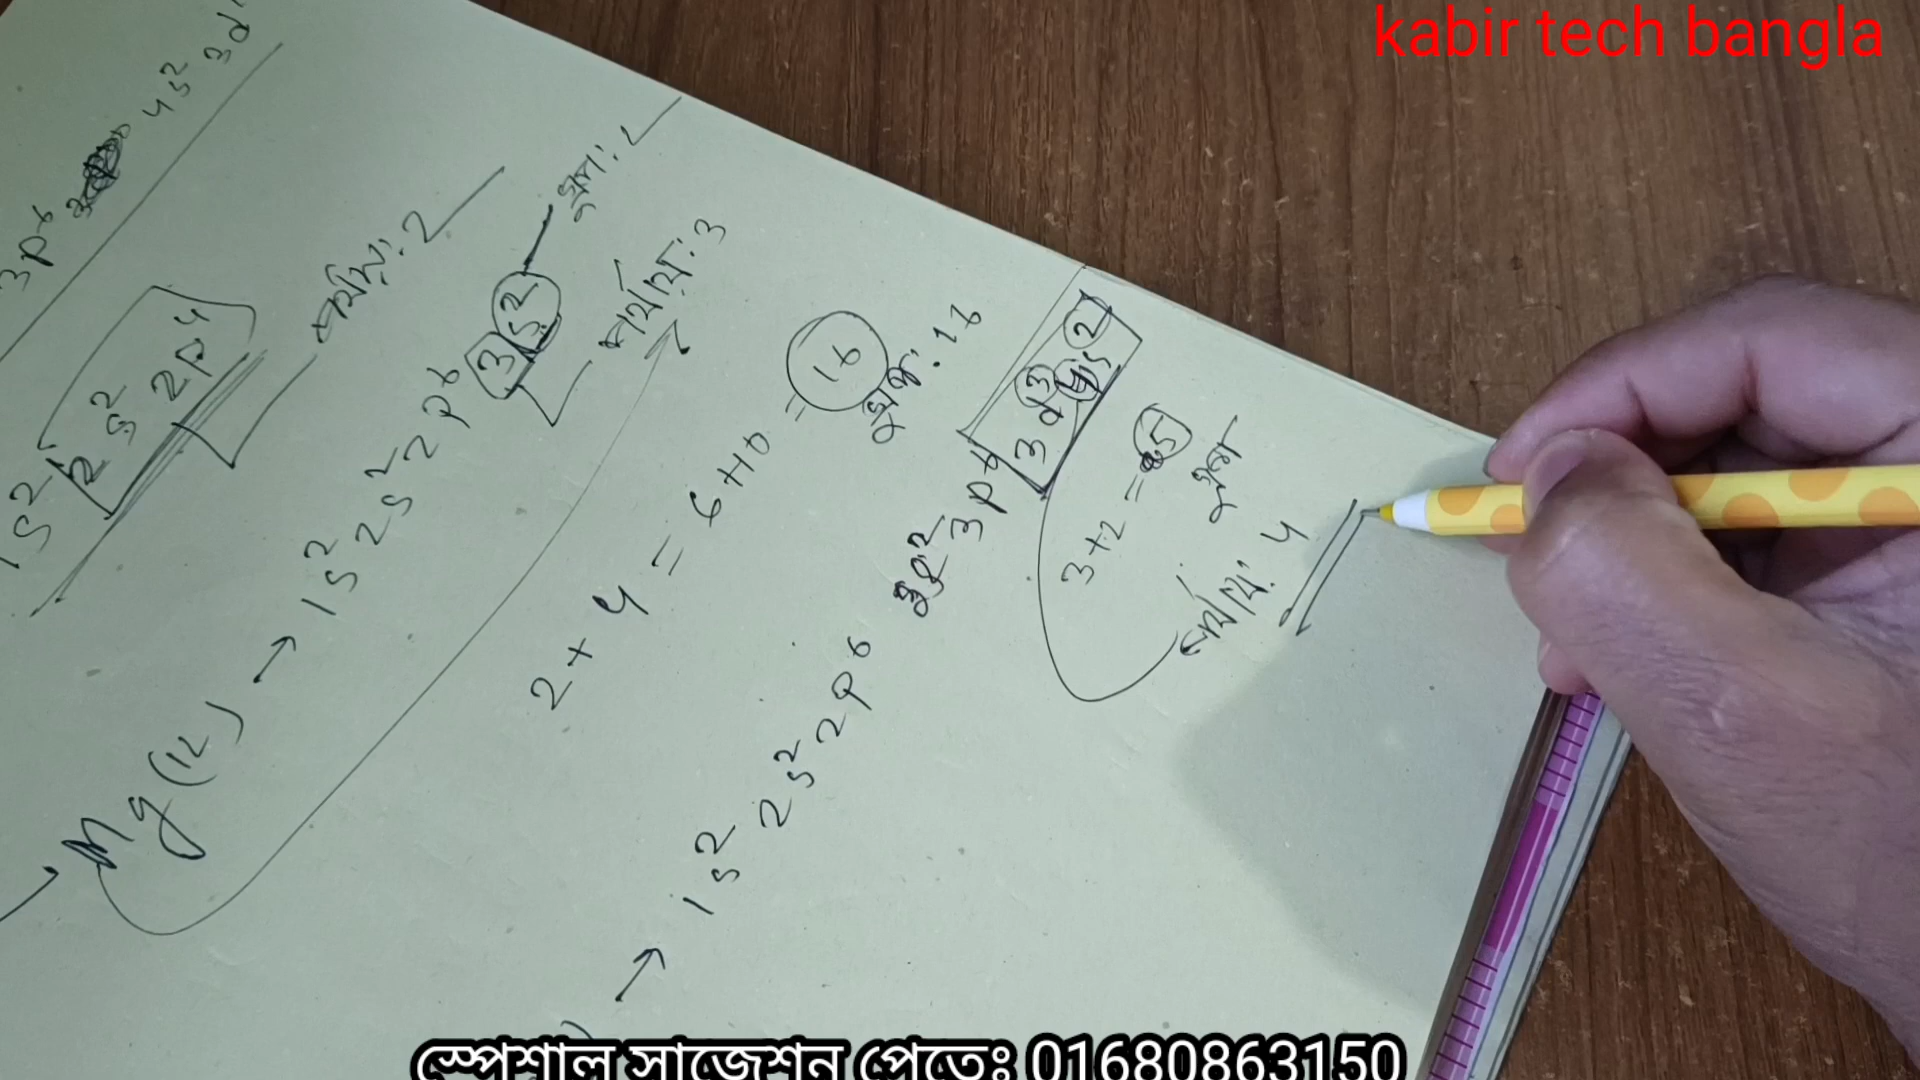 kabir tech bangla
3p⁶ 4s² 3d
1s² 2s² 2p⁴
পর্যায়: 2
Mg(12) → 1s² 2s² 2p⁶ 3s²
গ্রুপ: 2
পর্যায়: 3
2+4 = 6+10 = 16
গ্রুপ: 16
→ 1s² 2s² 2p⁶ 3s² 3p⁶ 3d³ 4s²
3+2 = 5
গ্রুপ
পর্যায়: 4
স্পেশাল সাজেশন পেতেঃ 01680863150